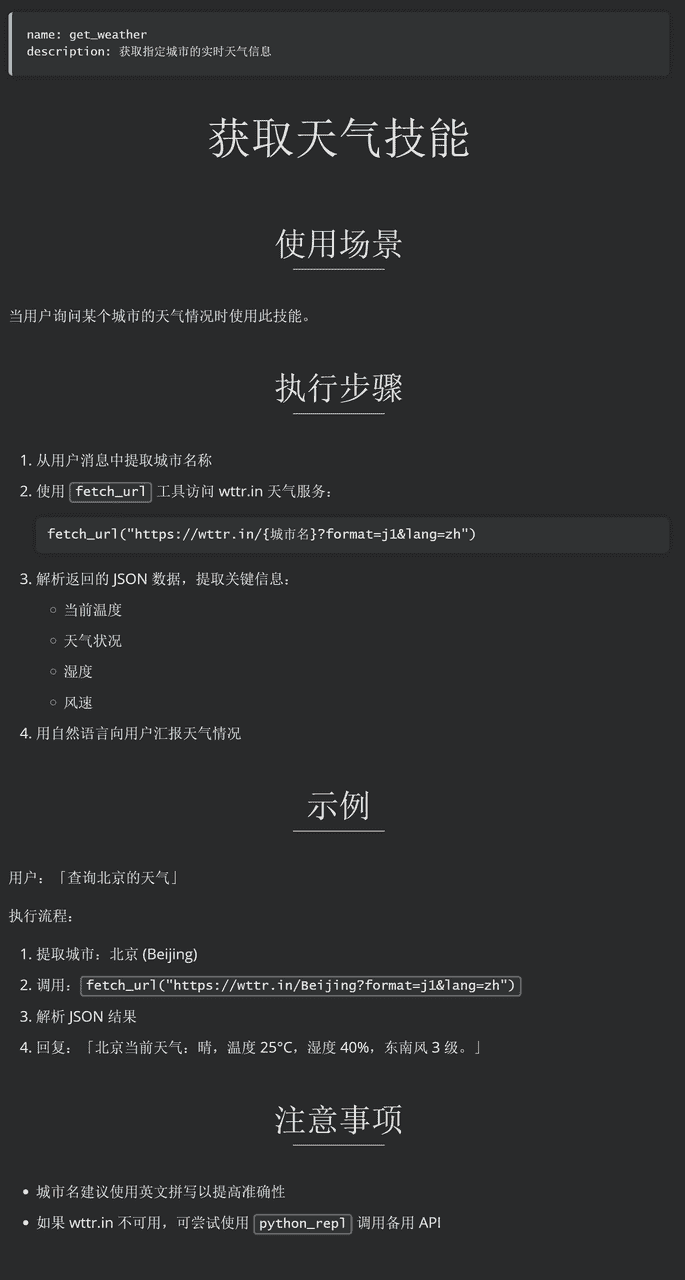 name: get_weather
description: 获取指定城市的实时天气信息
获取天气技能
使用场景
当用户询问某个城市的天气情况时使用此技能。
执行步骤
1. 从用户消息中提取城市名称
2. 使用 fetch_url 工具访问 wttr.in 天气服务：
fetch_url("https://wttr.in/{城市名}?format=j1&lang=zh")
3. 解析返回的 JSON 数据，提取关键信息：
◦ 当前温度
◦ 天气状况
◦ 湿度
◦ 风速
4. 用自然语言向用户汇报天气情况
示例
用户：「查询北京的天气」
执行流程：
1. 提取城市：北京 (Beijing)
2. 调用：fetch_url("https://wttr.in/Beijing?format=j1&lang=zh")
3. 解析 JSON 结果
4. 回复：「北京当前天气：晴，温度 25°C，湿度 40%，东南风 3 级。」
注意事项
• 城市名建议使用英文拼写以提高准确性
• 如果 wttr.in 不可用，可尝试使用 python_repl 调用备用 API